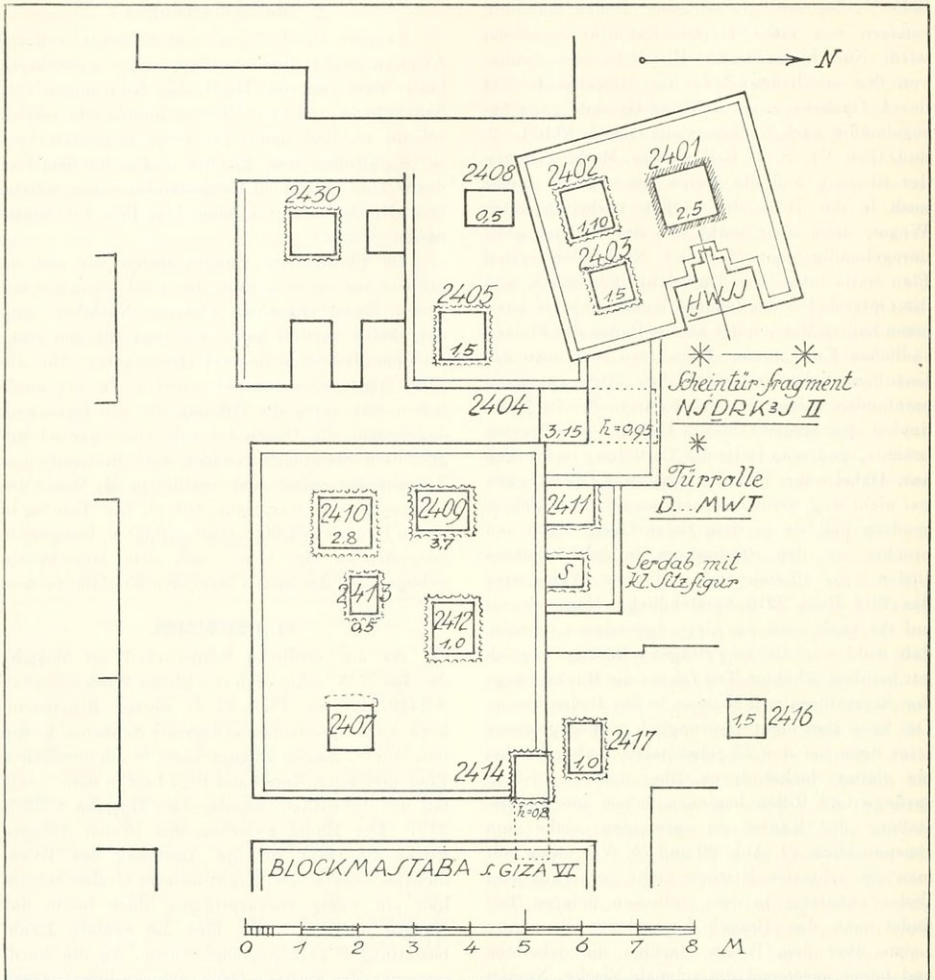 N
2408
0,5
2402
1,10
2401
2,5
2430
2403
1.5
HWJJ
2405
1.5
Scheintür-fragment
NSDRKꜣJ II
2404
3,15
h=0,95
Türrolle
D...MWT
2410
2.8
2409
3.7
2411
2413
0,5
S
Serdab mit
kl. Sitzfigur
2412
1.0
2407
2416
1.5
2417
1.0
2414
h=0.8
BLOCKMASTABA S. GIZA VI
0 1 2 3 4 5 6 7 8 M